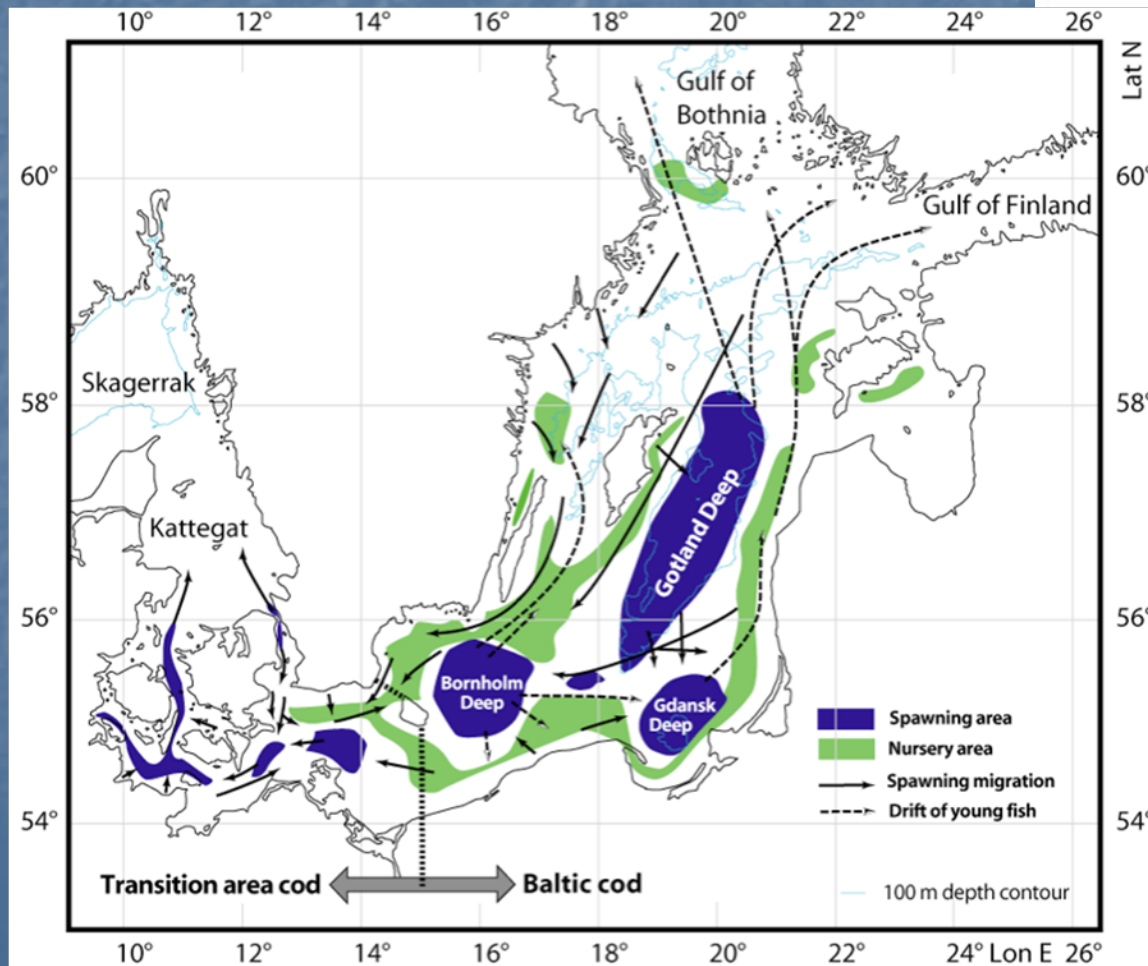 10° 12° 14° 16° 18° 20° 22° 24° 26°
Lat N
Gulf of
Bothnia
60° 60°
Gulf of Finland
Skagerrak
58° 58°
Kattegat
Gotland Deep
56° 56°
Bornholm
Deep
Gdansk
Deep
Spawning area
Nursery area
Spawning migration
Drift of young fish
54° 54°
Transition area cod Baltic cod
100 m depth contour
10° 12° 14° 16° 18° 20° 22° 24° Lon E 26°